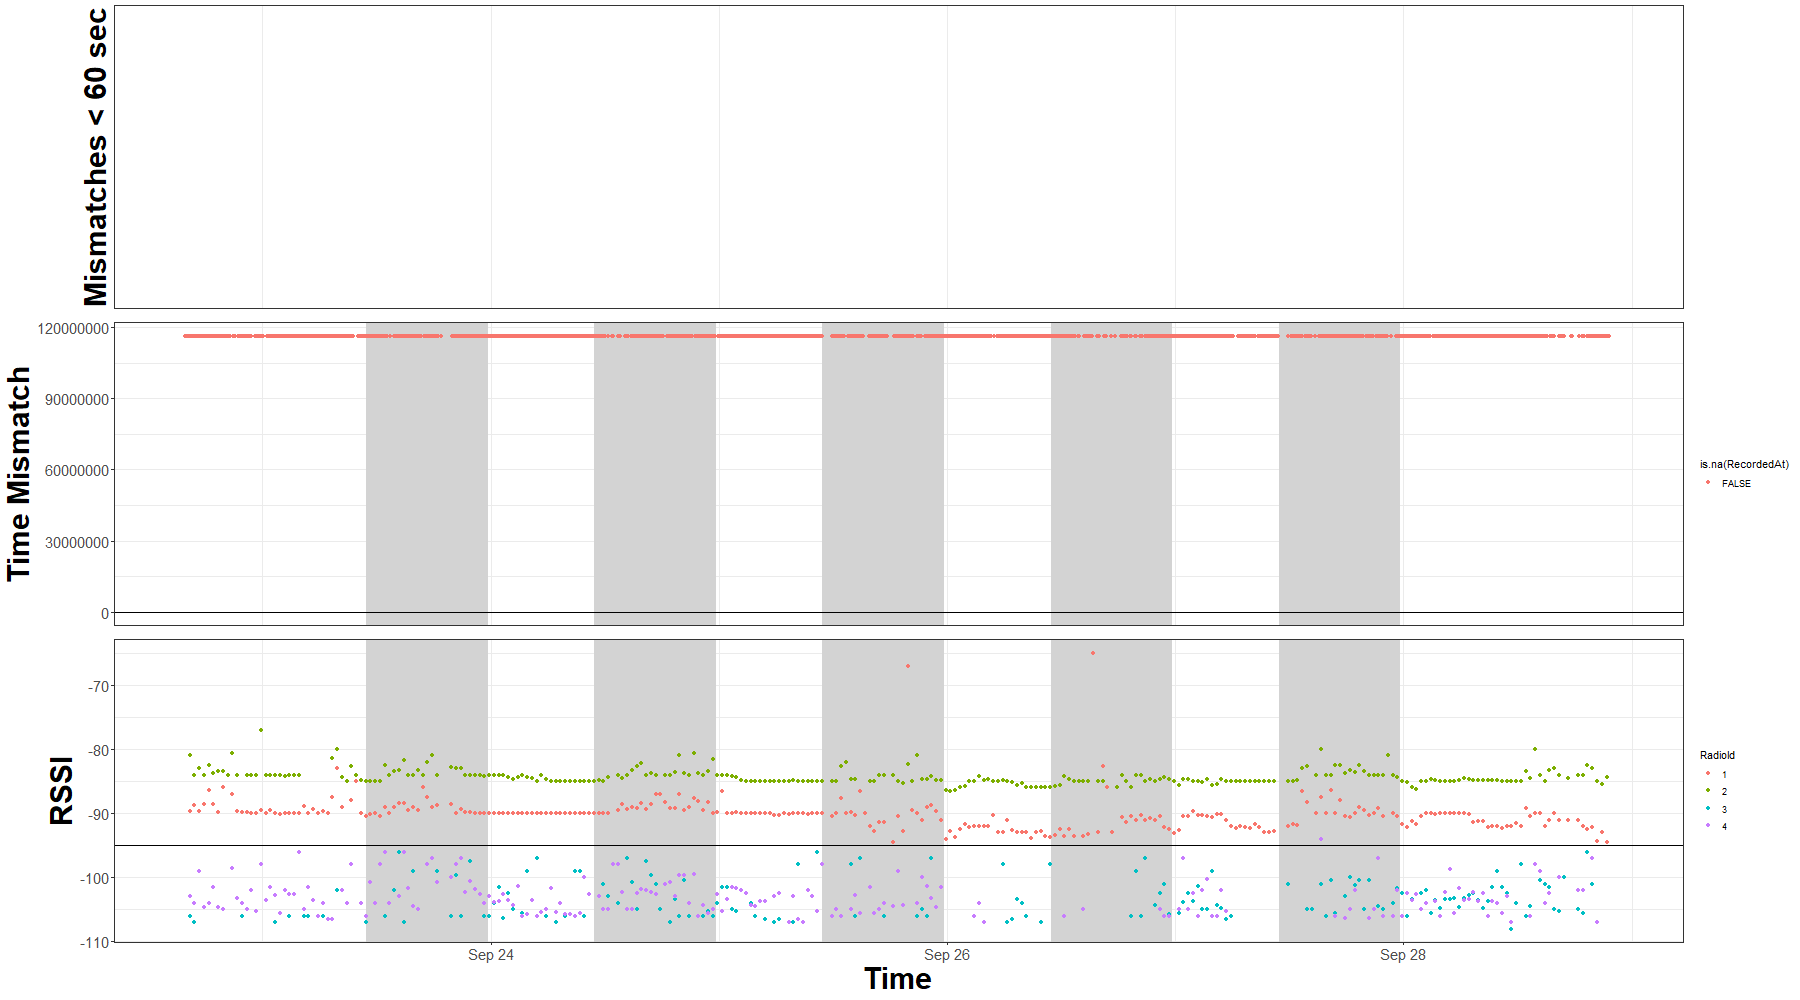 Mismatches < 60 sec
Time Mismatch
120000000
90000000
60000000
30000000
0
is.na(RecordedAt)
FALSE
RSSI
-70
-80
-90
-100
-110
RadioId
1
2
3
4
Sep 24
Sep 26
Sep 28
Time